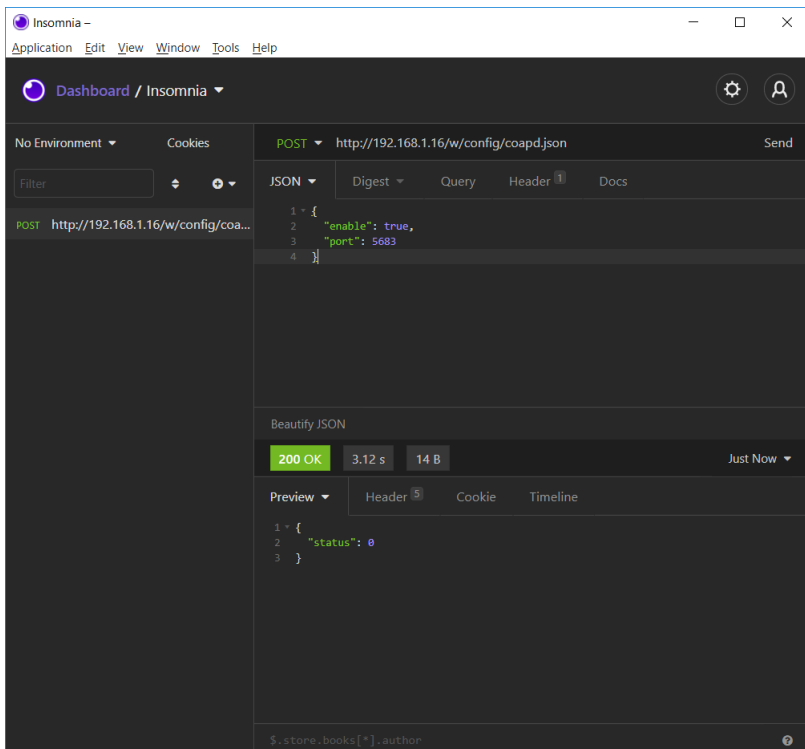 Insomnia –
Application Edit View Window Tools Help
Dashboard / Insomnia
No Environment Cookies
POST http://192.168.1.16/w/config/coapd.json Send
Filter
JSON Digest Query Header 1 Docs
POST http://192.168.1.16/w/config/coa...
1 {
2 "enable": true,
3 "port": 5683
4 }
Beautify JSON
200 OK 3.12 s 14 B Just Now
Preview Header 5 Cookie Timeline
1 {
2 "status": 0
3 }
$.store.books[*].author ?